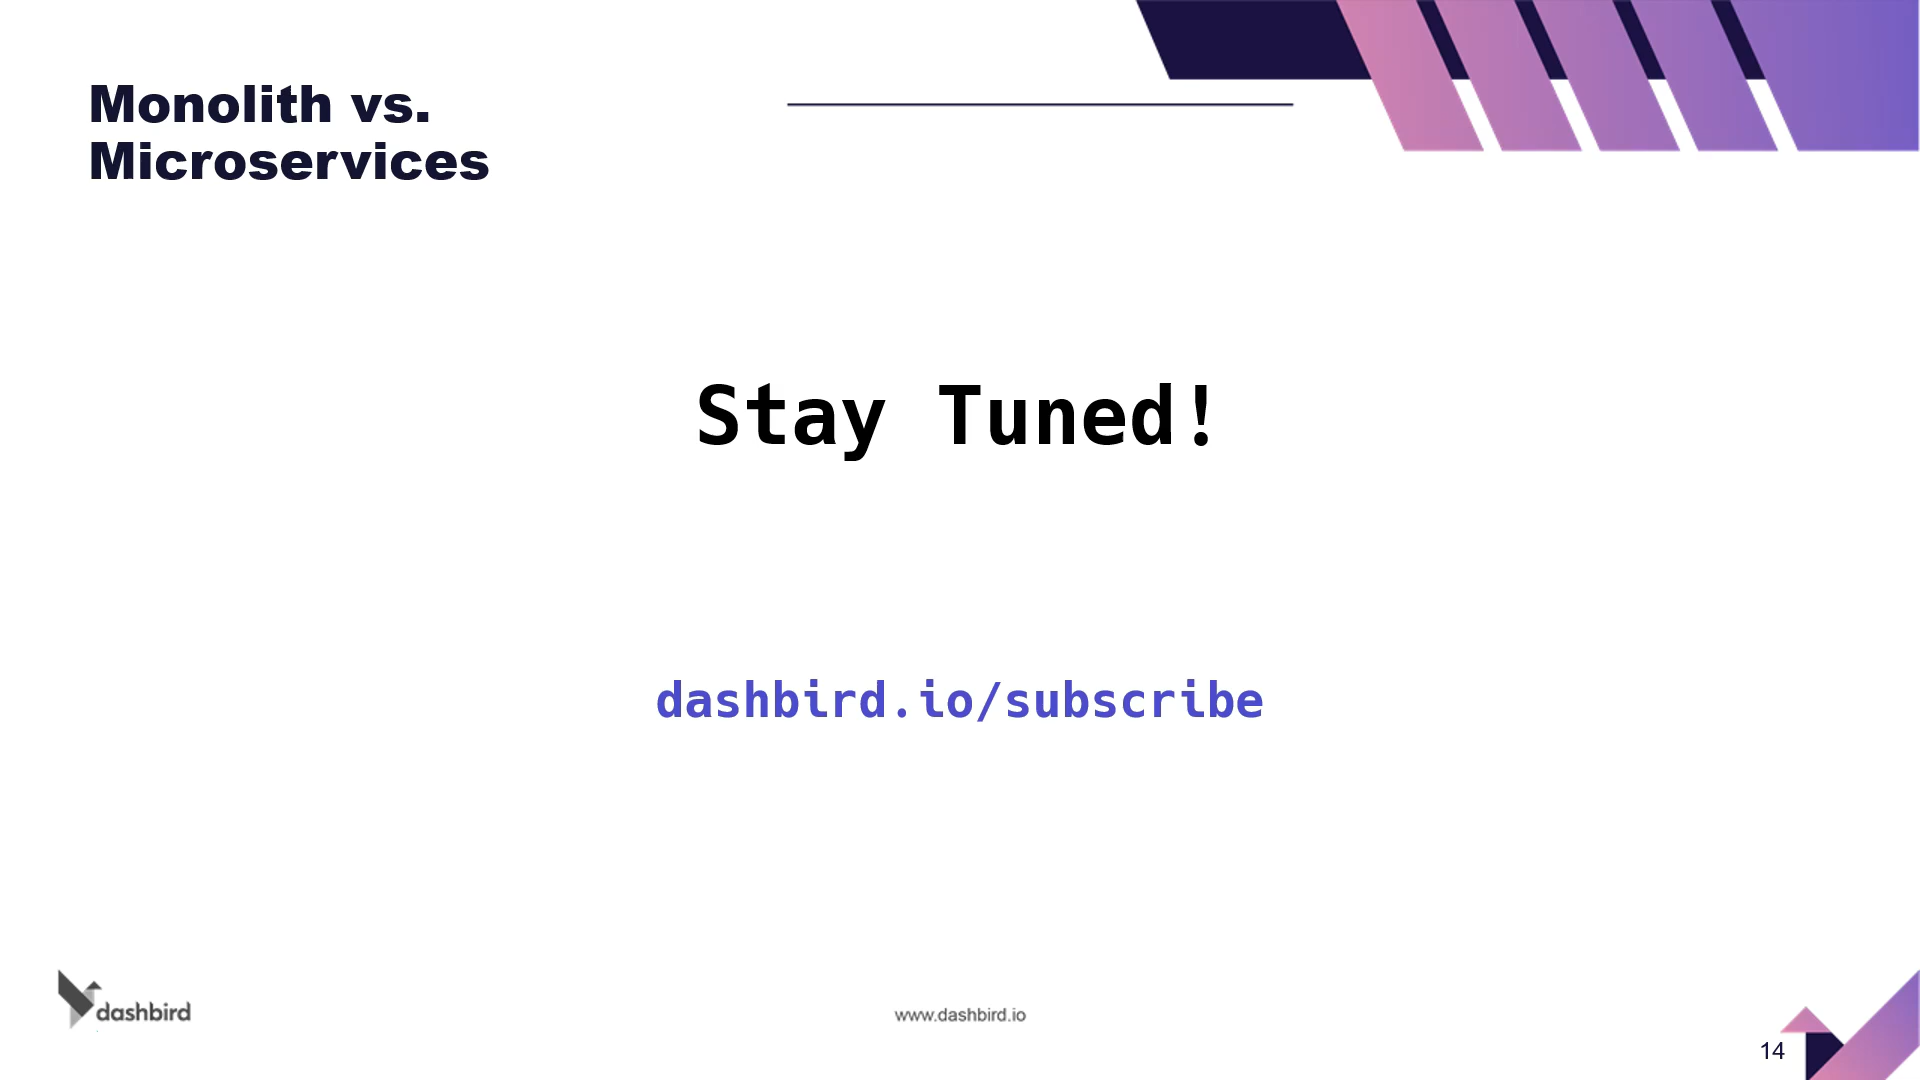 Monolith vs.
Microservices
Stay Tuned!
dashbird.io/subscribe
dashbird
www.dashbird.io
14